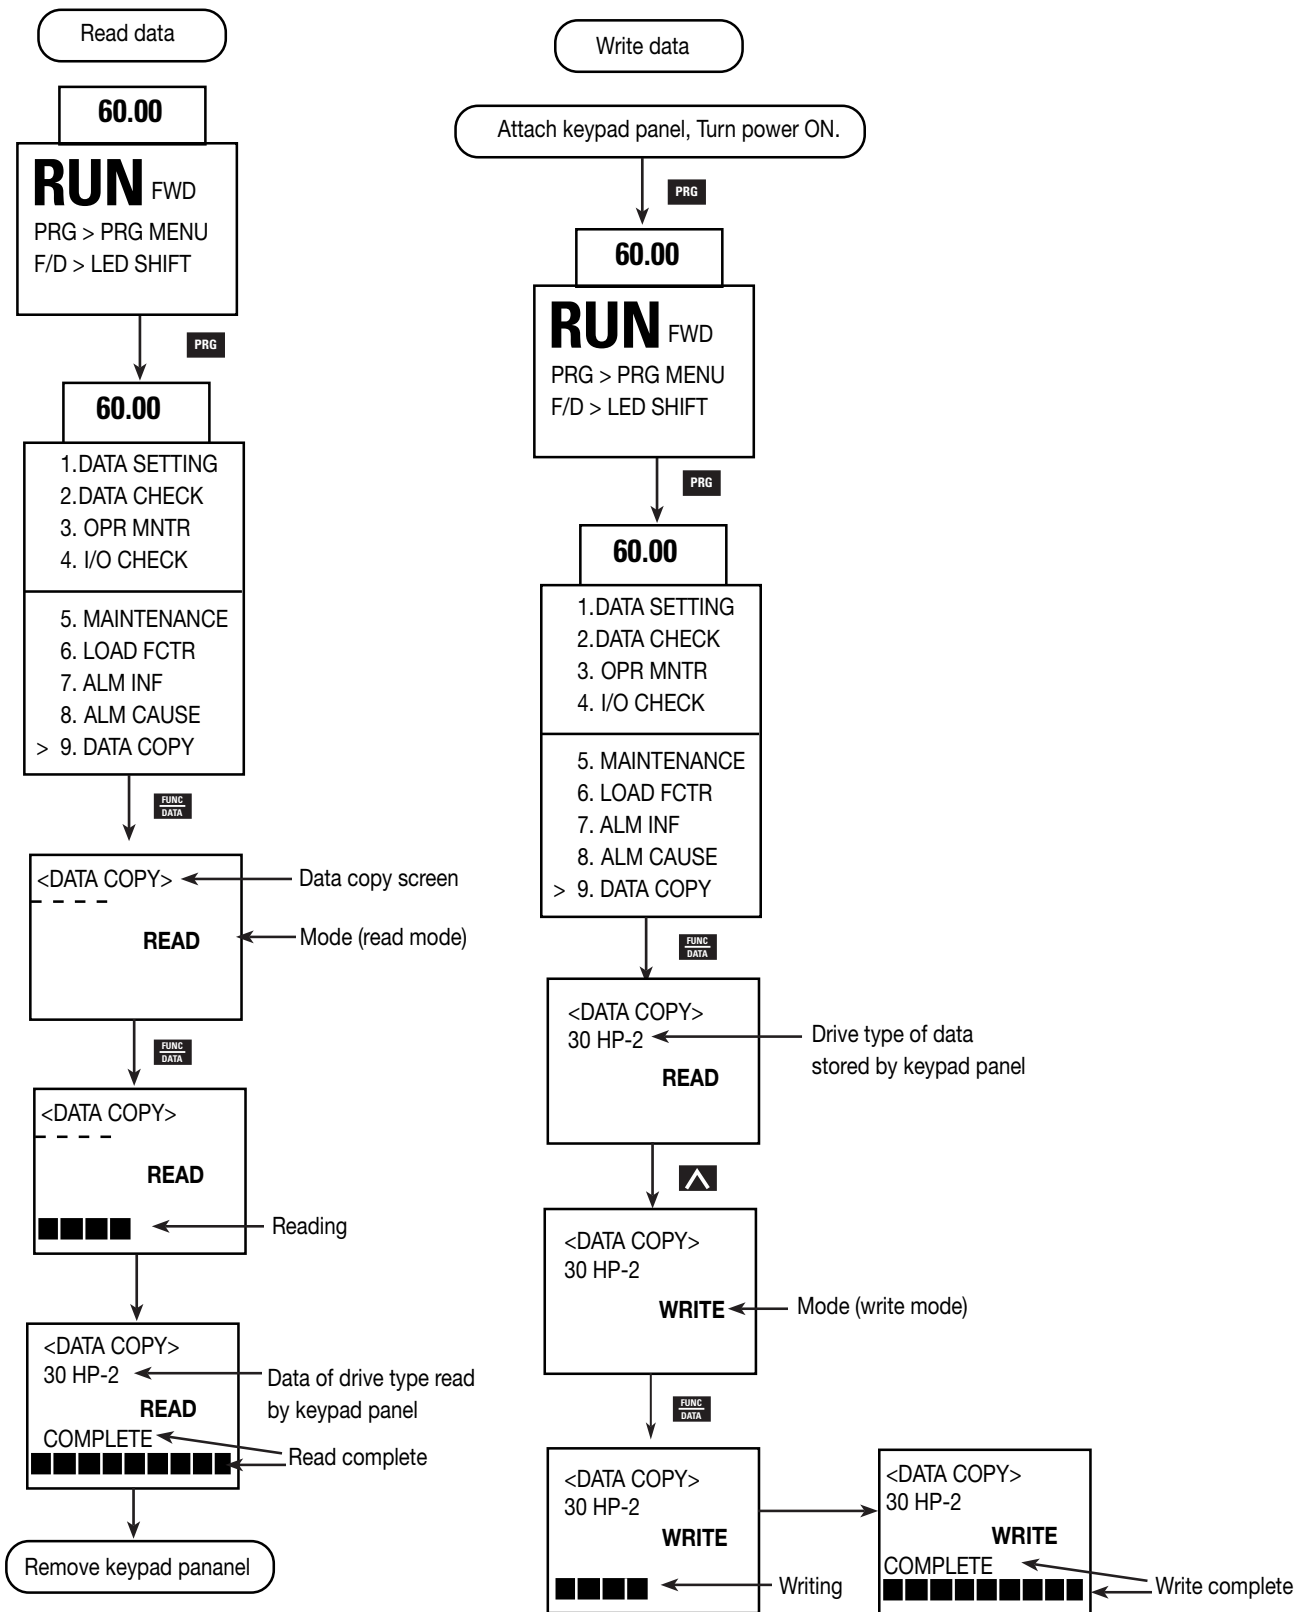 Read data
60.00
RUN FWD
PRG > PRG MENU
F/D > LED SHIFT
PRG
60.00
1.DATA SETTING
2.DATA CHECK
3. OPR MNTR
4. I/O CHECK
5. MAINTENANCE
6. LOAD FCTR
7. ALM INF
8. ALM CAUSE
> 9. DATA COPY
FUNC
DATA
<DATA COPY>
Data copy screen
- - - -
READ
Mode (read mode)
FUNC
DATA
<DATA COPY>
- - - -
READ
Reading
<DATA COPY>
30 HP-2
Data of drive type read
by keypad panel
READ
COMPLETE
Read complete
Remove keypad pananel
Write data
Attach keypad panel, Turn power ON.
PRG
60.00
RUN FWD
PRG > PRG MENU
F/D > LED SHIFT
PRG
60.00
1.DATA SETTING
2.DATA CHECK
3. OPR MNTR
4. I/O CHECK
5. MAINTENANCE
6. LOAD FCTR
7. ALM INF
8. ALM CAUSE
> 9. DATA COPY
FUNC
DATA
<DATA COPY>
30 HP-2
Drive type of data
stored by keypad panel
READ
<DATA COPY>
30 HP-2
WRITE
Mode (write mode)
FUNC
DATA
<DATA COPY>
30 HP-2
WRITE
Writing
<DATA COPY>
30 HP-2
WRITE
COMPLETE
Write complete